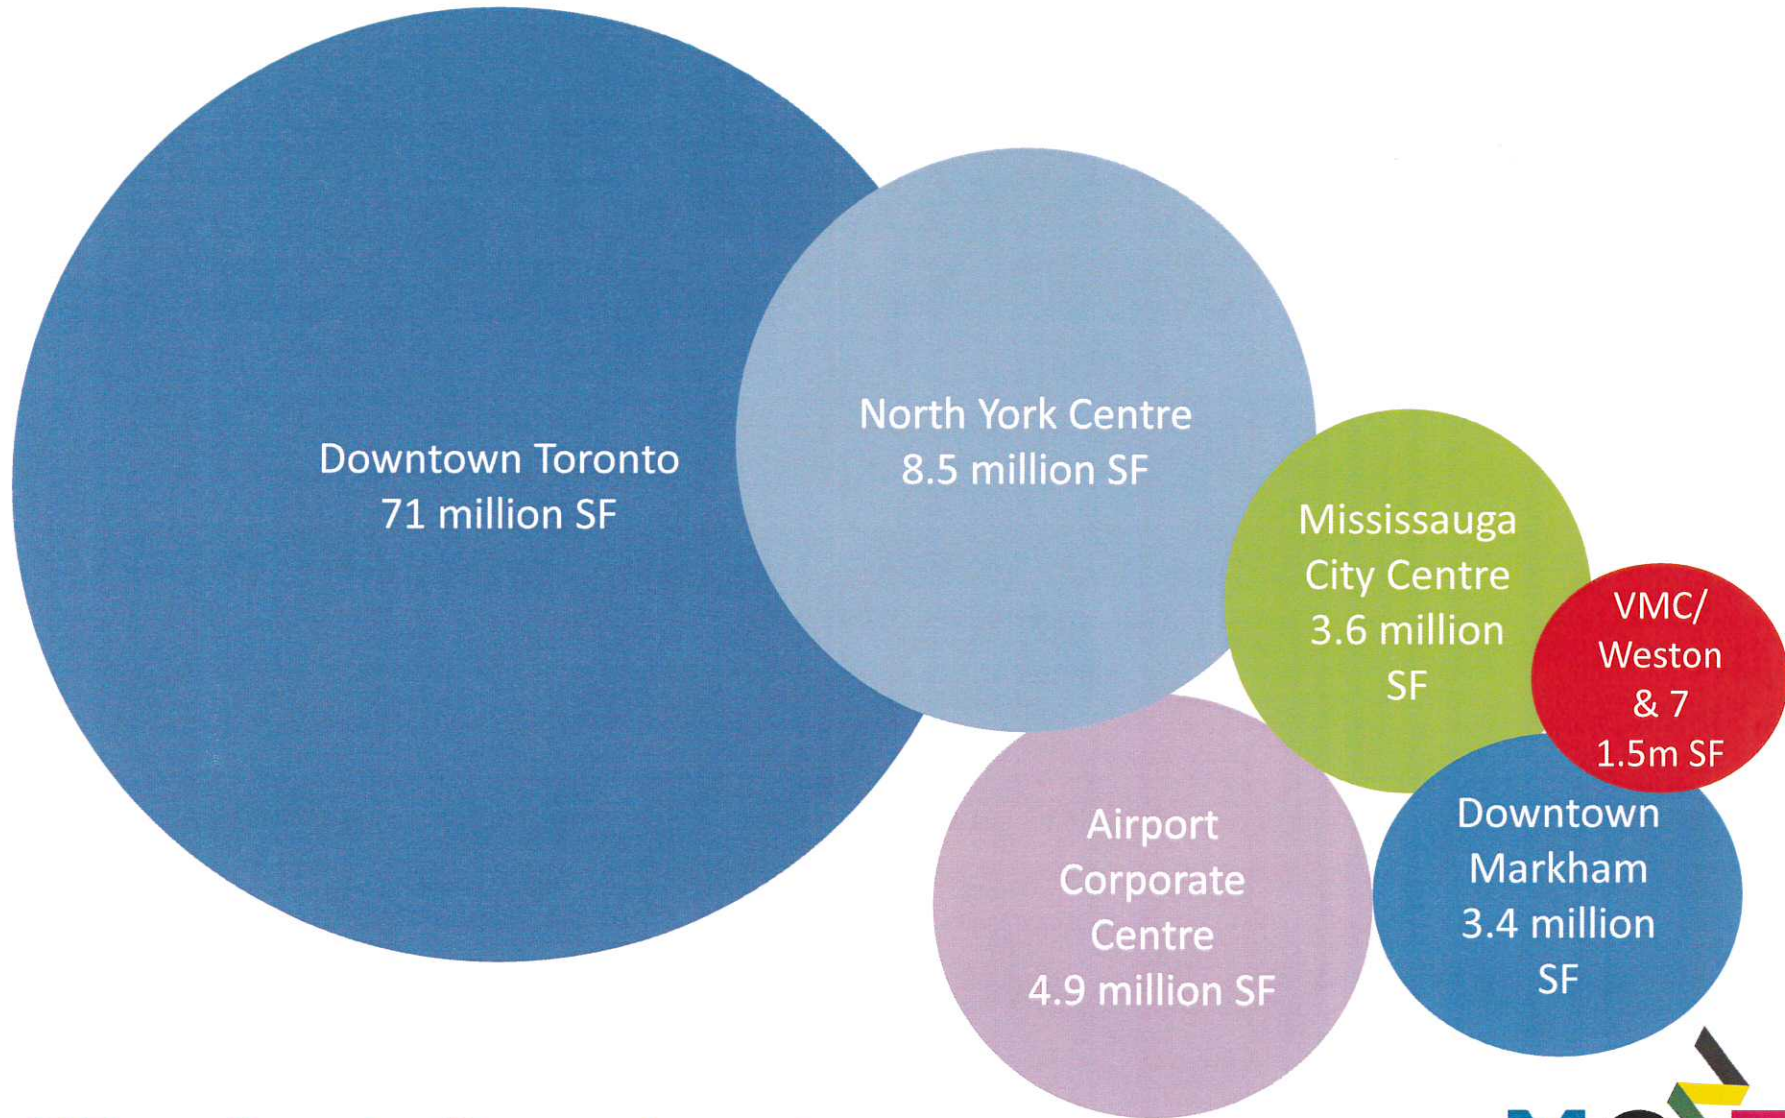 Downtown Toronto
71 million SF
North York Centre
8.5 million SF
Mississauga
City Centre
3.6 million
SF
VMC/
Weston
& 7
1.5m SF
Airport
Corporate
Centre
4.9 million SF
Downtown
Markham
3.4 million
SF